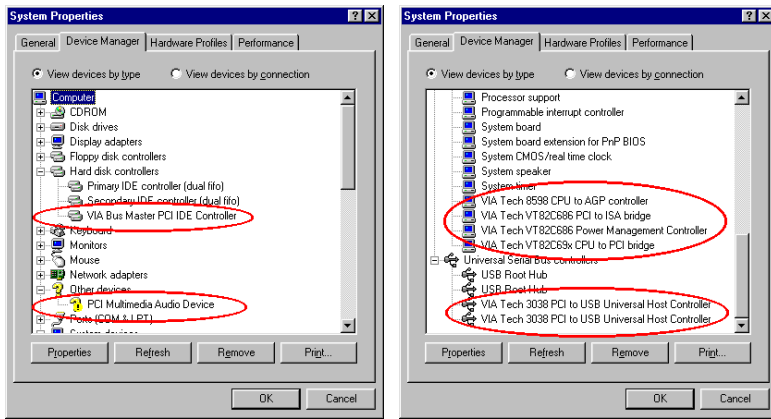 System Properties
General Device Manager Hardware Profiles Performance
View devices by type View devices by connection
Computer
CDROM
Disk drives
Display adapters
Floppy disk controllers
Hard disk controllers
Primary IDE controller (dual fifo)
Secondary IDE controller (dual fifo)
VIA Bus Master PCI IDE Controller
Keyboard
Monitors
Mouse
Network adapters
Other devices
PCI Multimedia Audio Device
Ports (COM & LPT)
System devices
Properties Refresh Remove Print...
OK Cancel
System Properties
General Device Manager Hardware Profiles Performance
View devices by type View devices by connection
Processor support
Programmable interrupt controller
System board
System board extension for PnP BIOS
System CMOS/real time clock
System speaker
System timer
VIA Tech 8598 CPU to AGP controller
VIA Tech VT82C686 PCI to ISA bridge
VIA Tech VT82C686 Power Management Controller
VIA Tech VT82C69x CPU to PCI bridge
Universal Serial Bus controllers
USB Root Hub
USB Root Hub
VIA Tech 3038 PCI to USB Universal Host Controller
VIA Tech 3038 PCI to USB Universal Host Controller
Properties Refresh Remove Print...
OK Cancel